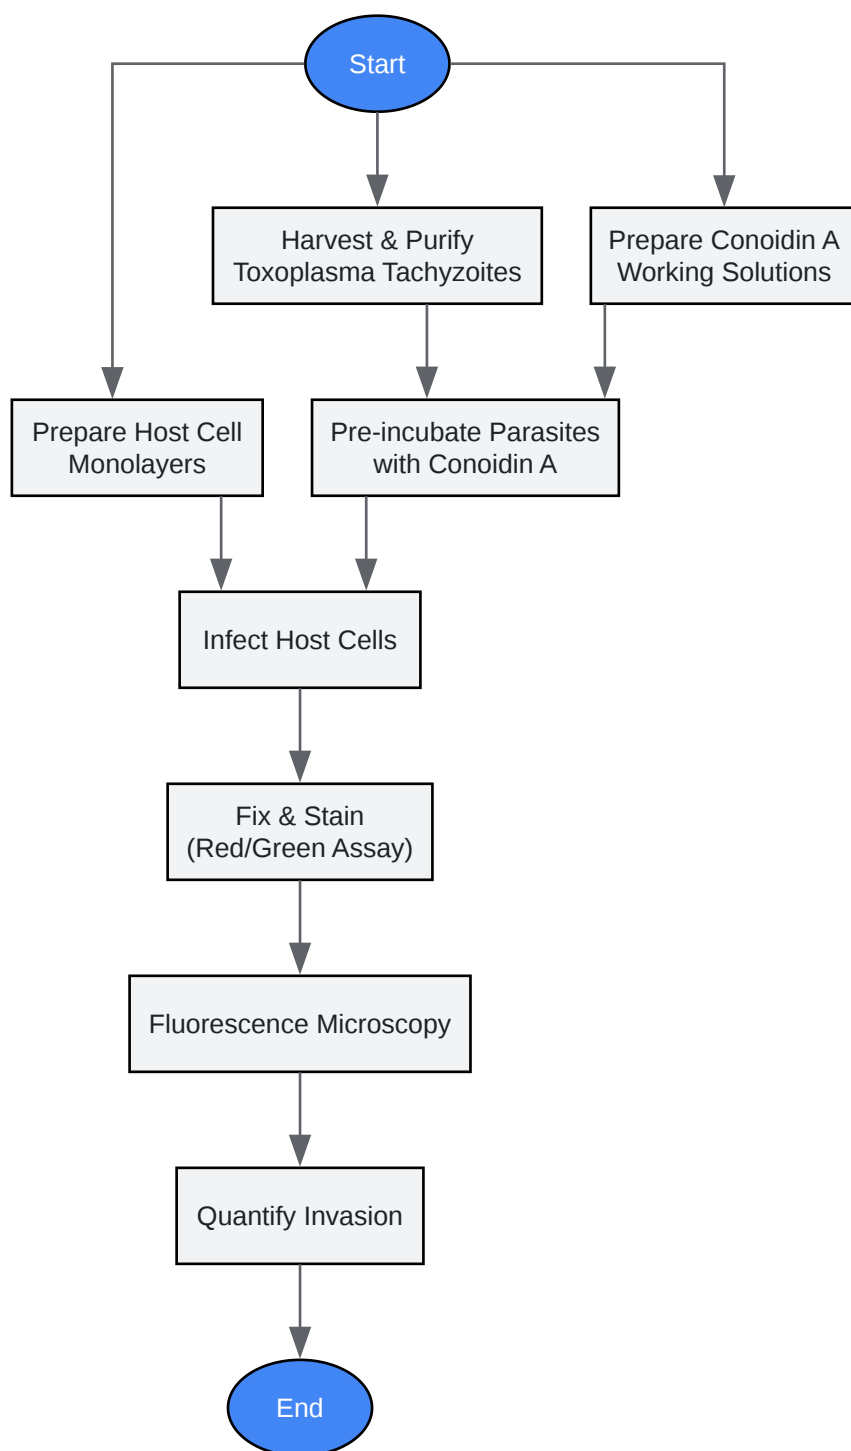 Start
Harvest & Purify
Toxoplasma Tachyzoites
Prepare Conoidin A
Working Solutions
Prepare Host Cell
Monolayers
Pre-incubate Parasites
with Conoidin A
Infect Host Cells
Fix & Stain
(Red/Green Assay)
Fluorescence Microscopy
Quantify Invasion
End